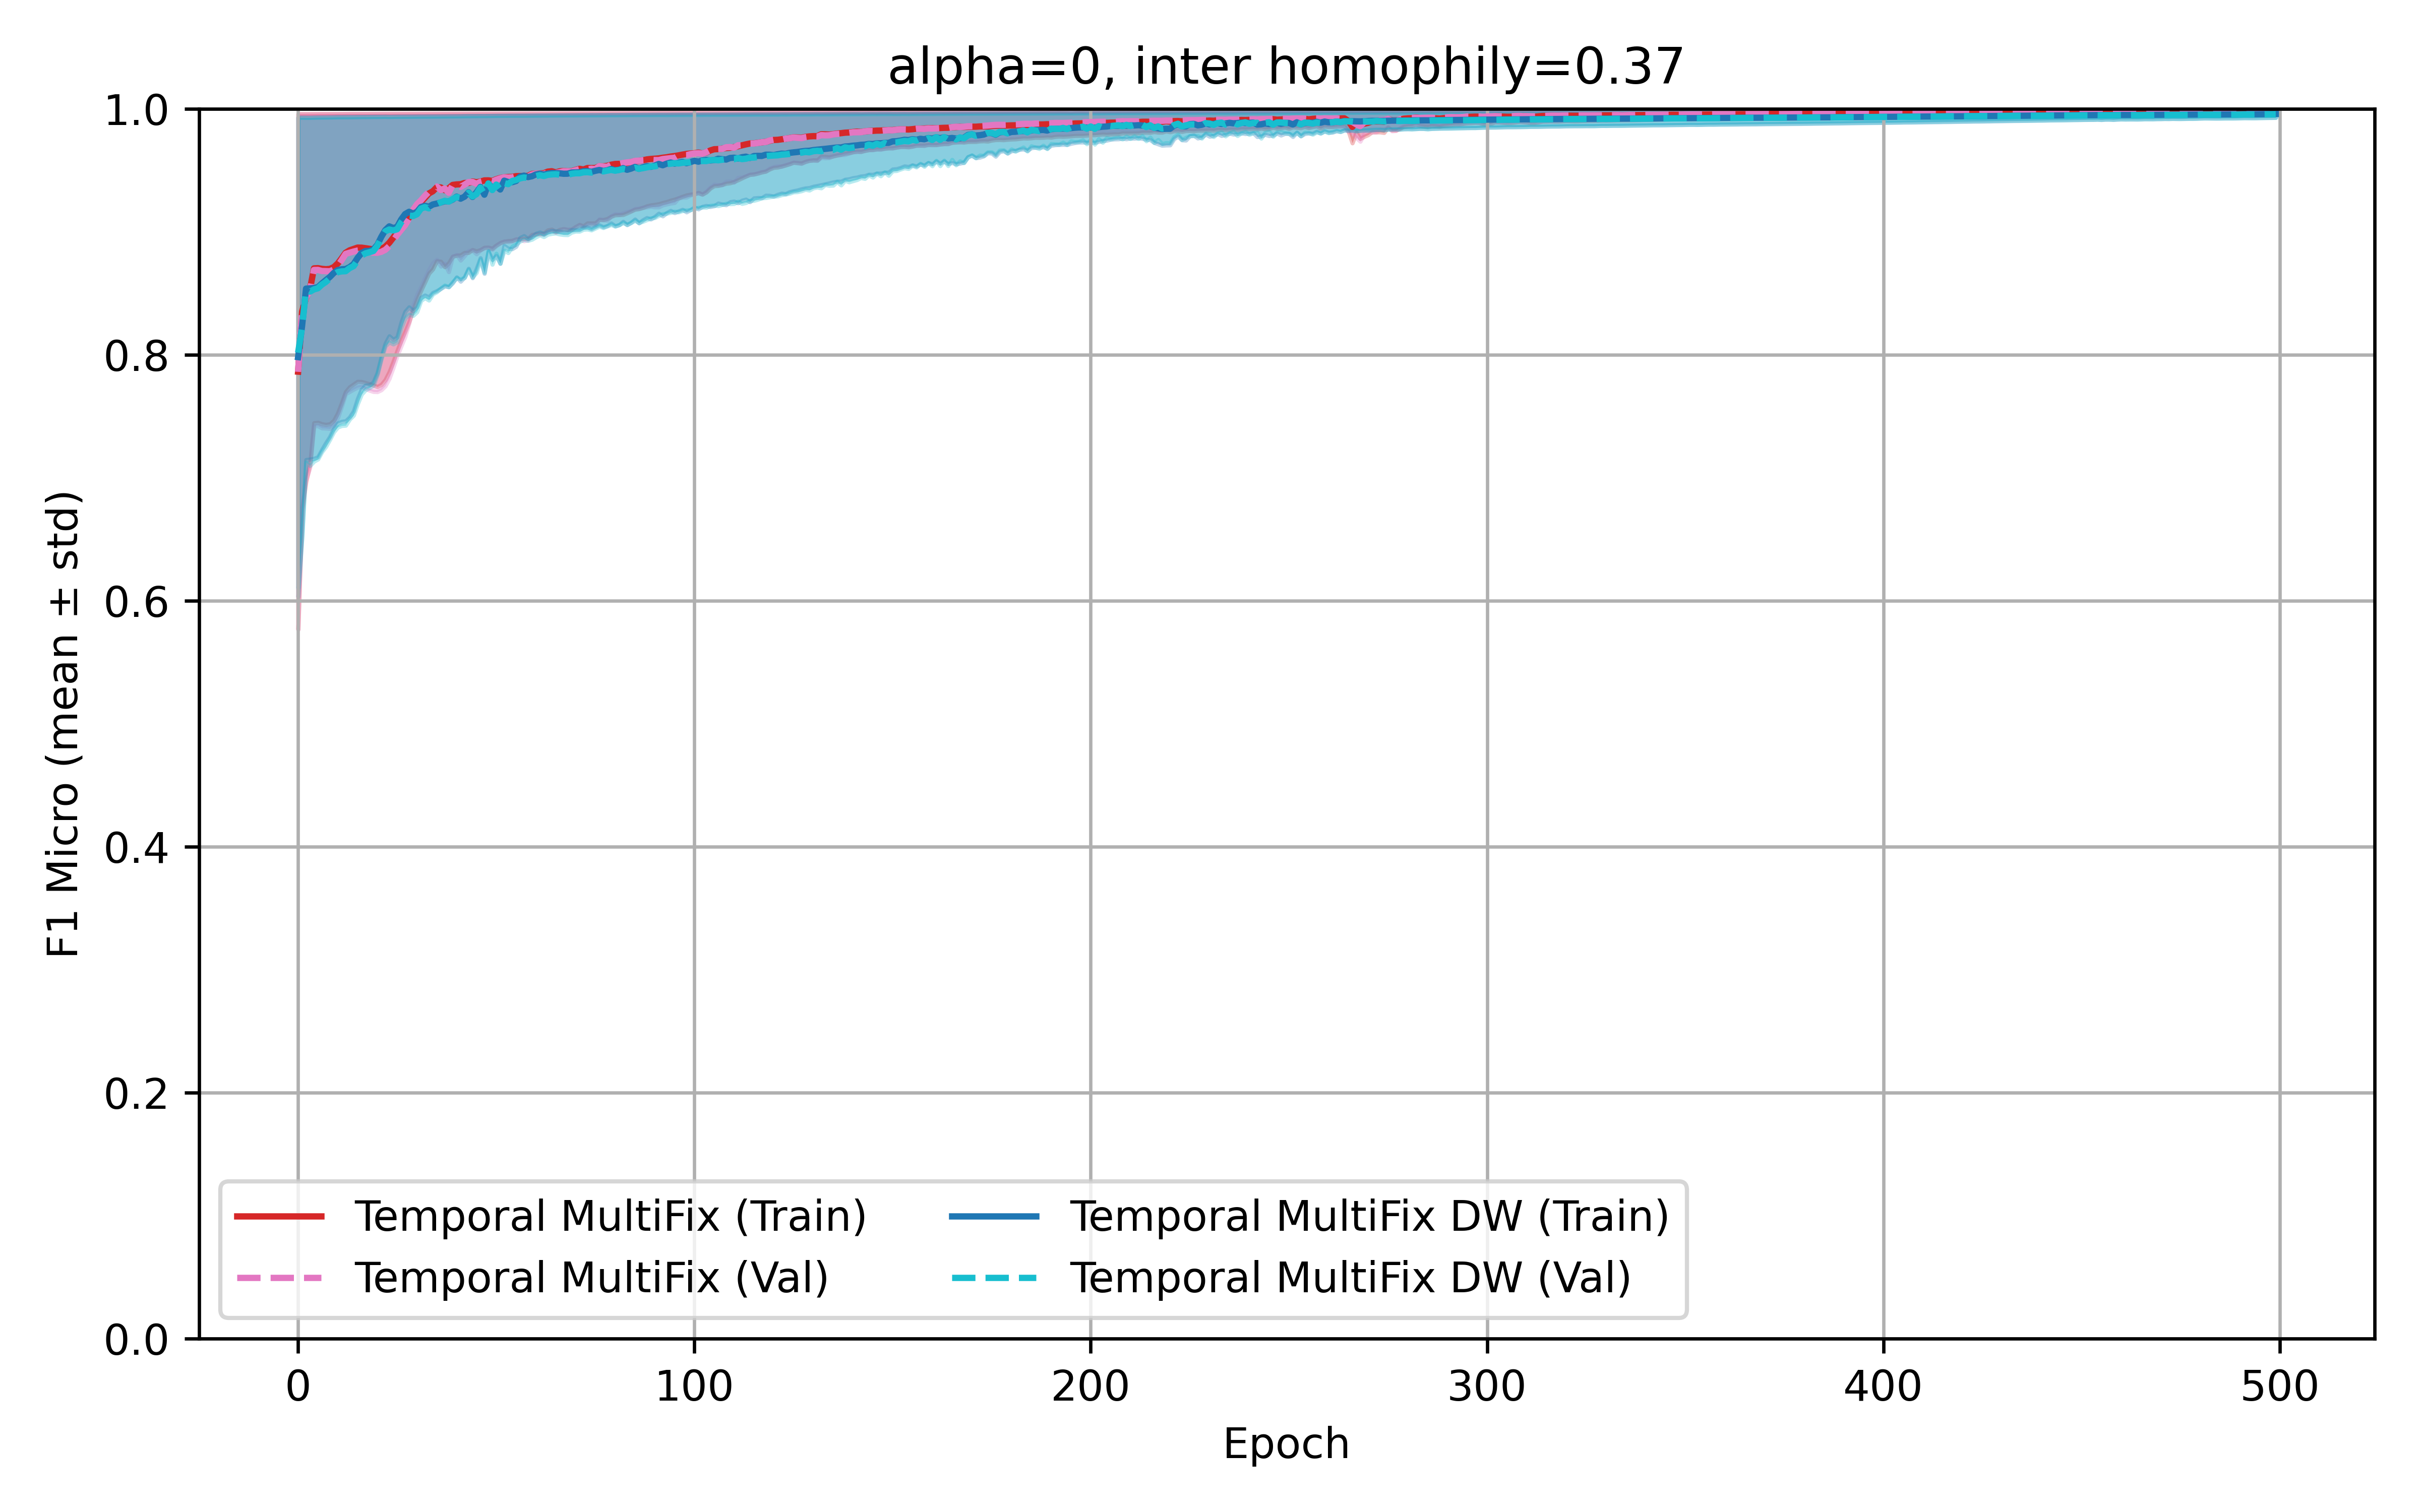 alpha=0, inter homophily=0.37
1.0
0.8
0.6
0.4
0.2
0.0
F1 Micro (mean ± std)
Temporal MultiFix (Train)
Temporal MultiFix (Val)
Temporal MultiFix DW (Train)
Temporal MultiFix DW (Val)
0 100 200 300 400 500
Epoch